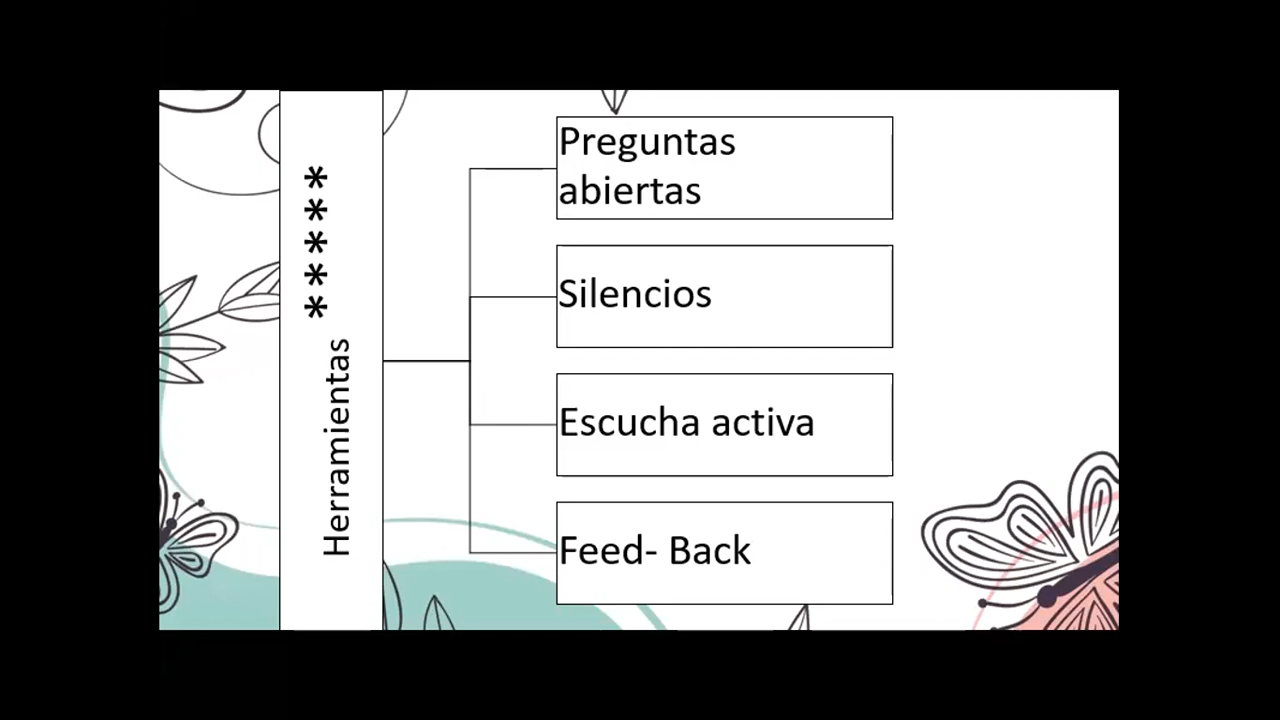 *****
Herramientas
Preguntas
abiertas
Silencios
Escucha activa
Feed- Back